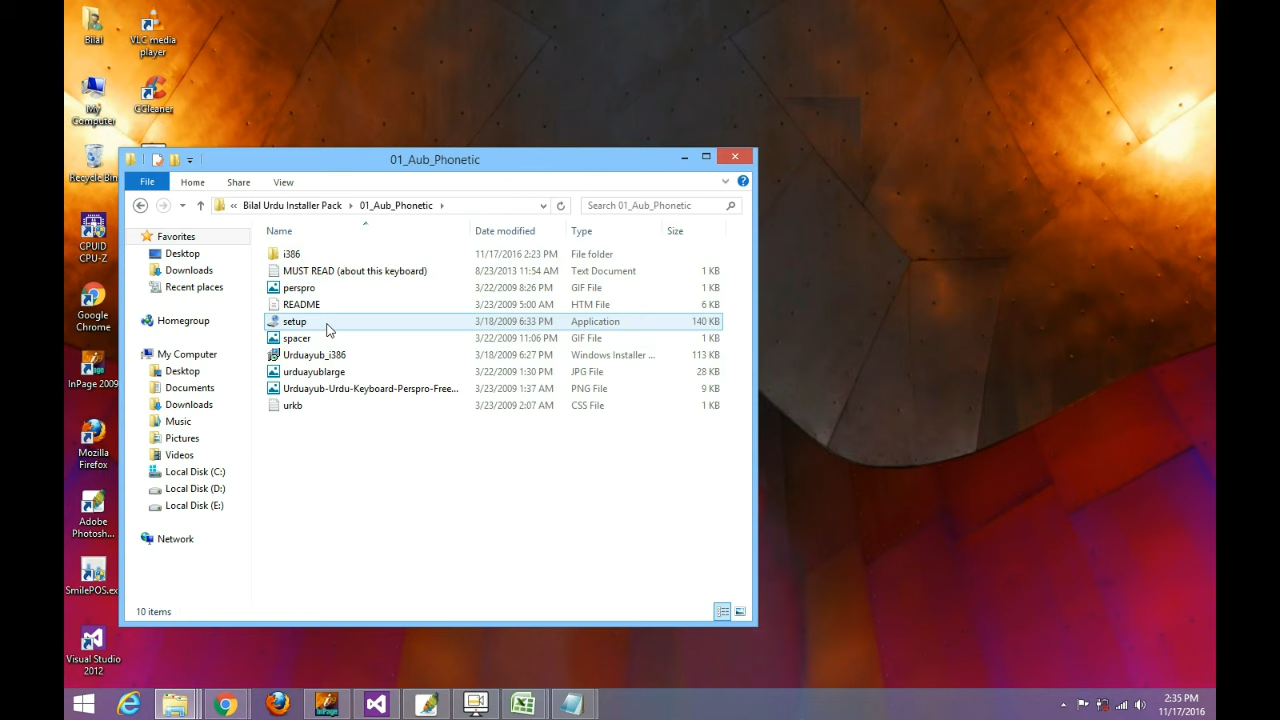 Bilal
VLC media
player
My
Computer
CCleaner
Recycle Bin
CPUID
CPU-Z
Google
Chrome
InPage 2009
Mozilla
Firefox
Adobe
Photosh...
SmilePOS.ex
Visual Studio
2012
01_Aub_Phonetic
File Home Share View
« Bilal Urdu Installer Pack 01_Aub_Phonetic
Search 01_Aub_Phonetic
Favorites
Desktop
Downloads
Recent places
Homegroup
My Computer
Desktop
Documents
Downloads
Music
Pictures
Videos
Local Disk (C:)
Local Disk (D:)
Local Disk (E:)
Network
Name Date modified Type Size
i386 11/17/2016 2:23 PM File folder
MUST READ (about this keyboard) 8/23/2013 11:54 AM Text Document 1 KB
perspro 3/22/2009 8:26 PM GIF File 1 KB
README 3/23/2009 5:00 AM HTM File 6 KB
setup 3/18/2009 6:33 PM Application 140 KB
spacer 3/22/2009 11:06 PM GIF File 1 KB
Urduayub_i386 3/18/2009 6:27 PM Windows Installer ... 113 KB
urduayublarge 3/22/2009 1:30 PM JPG File 28 KB
Urduayub-Urdu-Keyboard-Perspro-Free... 3/23/2009 1:37 AM PNG File 9 KB
urkb 3/23/2009 2:07 AM CSS File 1 KB
10 items
InPage
2:35 PM
11/17/2016